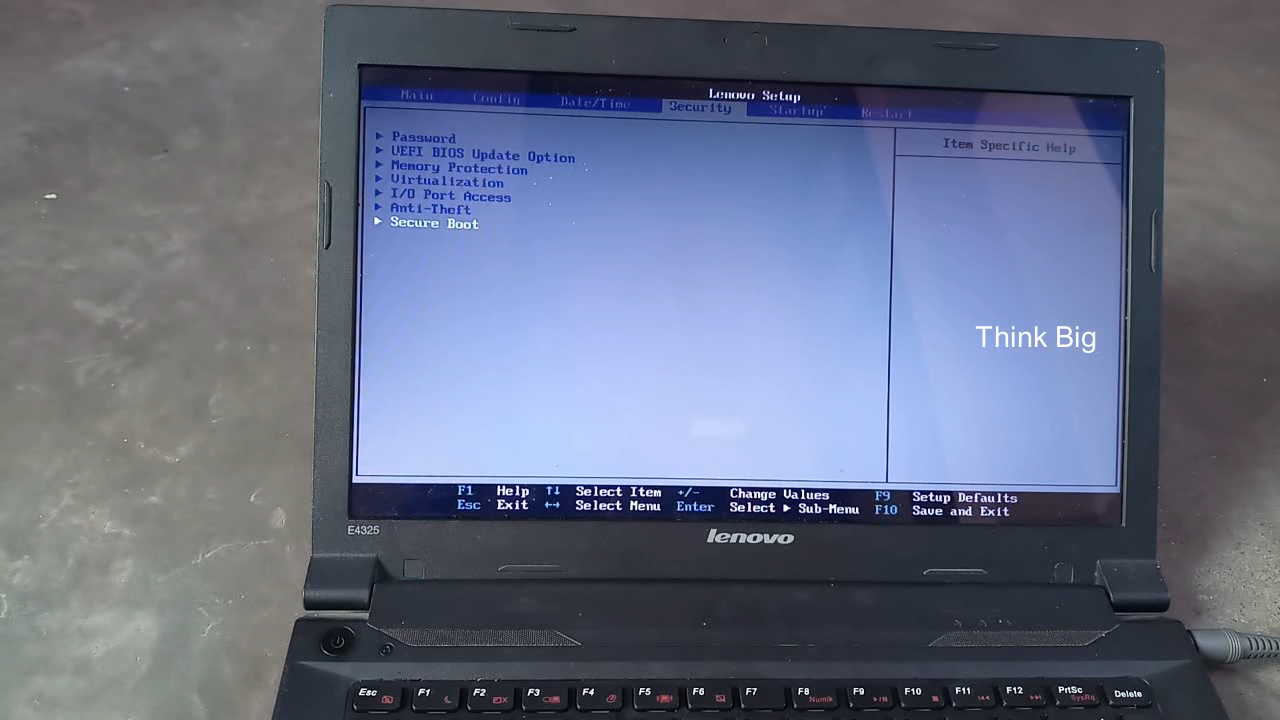 Lenovo Setup
Main Config Date/Time Security Startup Restart
Item Specific Help
▶ Password
▶ UEFI BIOS Update Option
▶ Memory Protection
▶ Virtualization
▶ I/O Port Access
▶ Anti-Theft
▶ Secure Boot
Think Big
F1 Help ↑↓ Select Item +/- Change Values F9 Setup Defaults
Esc Exit ←→ Select Menu Enter Select ▶ Sub-Menu F10 Save and Exit
E4325
lenovo
Esc F1 F2 F3 F4 F5 F6 F7 F8 NumLk F9 F10 F11 F12 PrtSc SysRq Delete